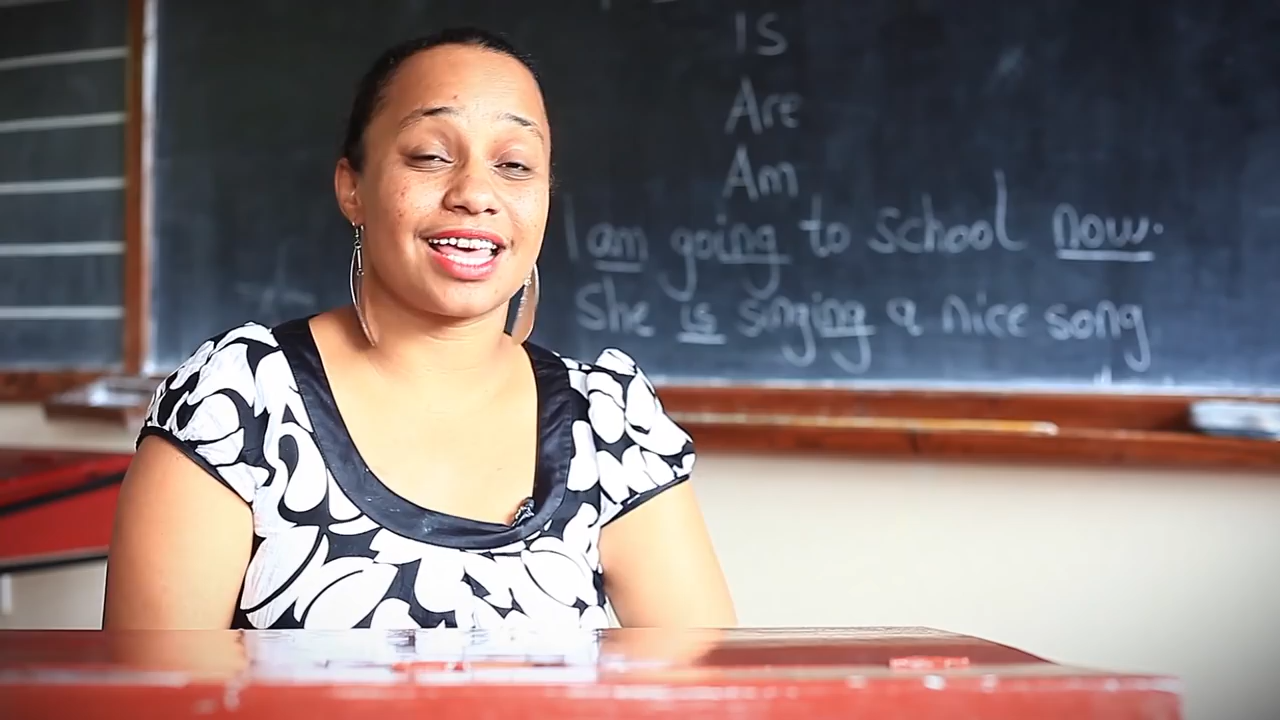 Is
Are
Am
I am going to school now.
She is singing a nice song